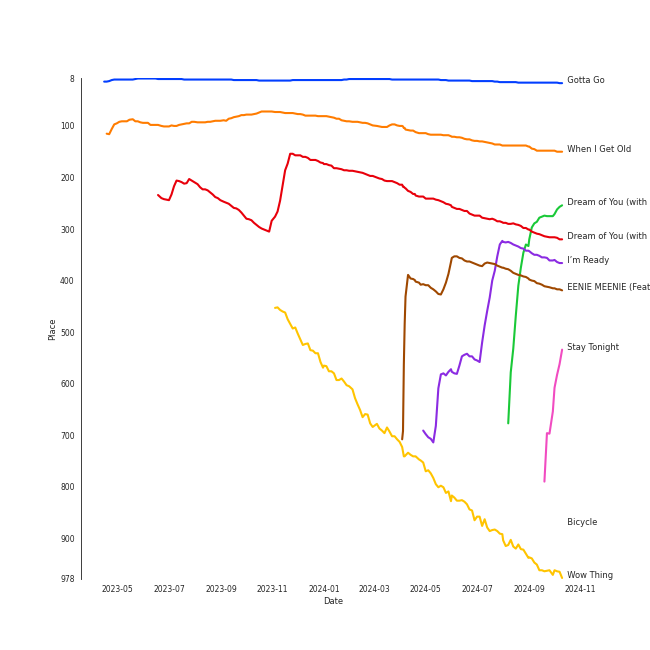 8
100
200
300
400
500
600
700
800
900
978
Place
2023-05
2023-07
2023-09
2023-11
2024-01
2024-03
2024-05
2024-07
2024-09
2024-11
Date
Gotta Go
When I Get Old
Dream of You (with
Dream of You (with
I'm Ready
EENIE MEENIE (Feat
Stay Tonight
Bicycle
Wow Thing